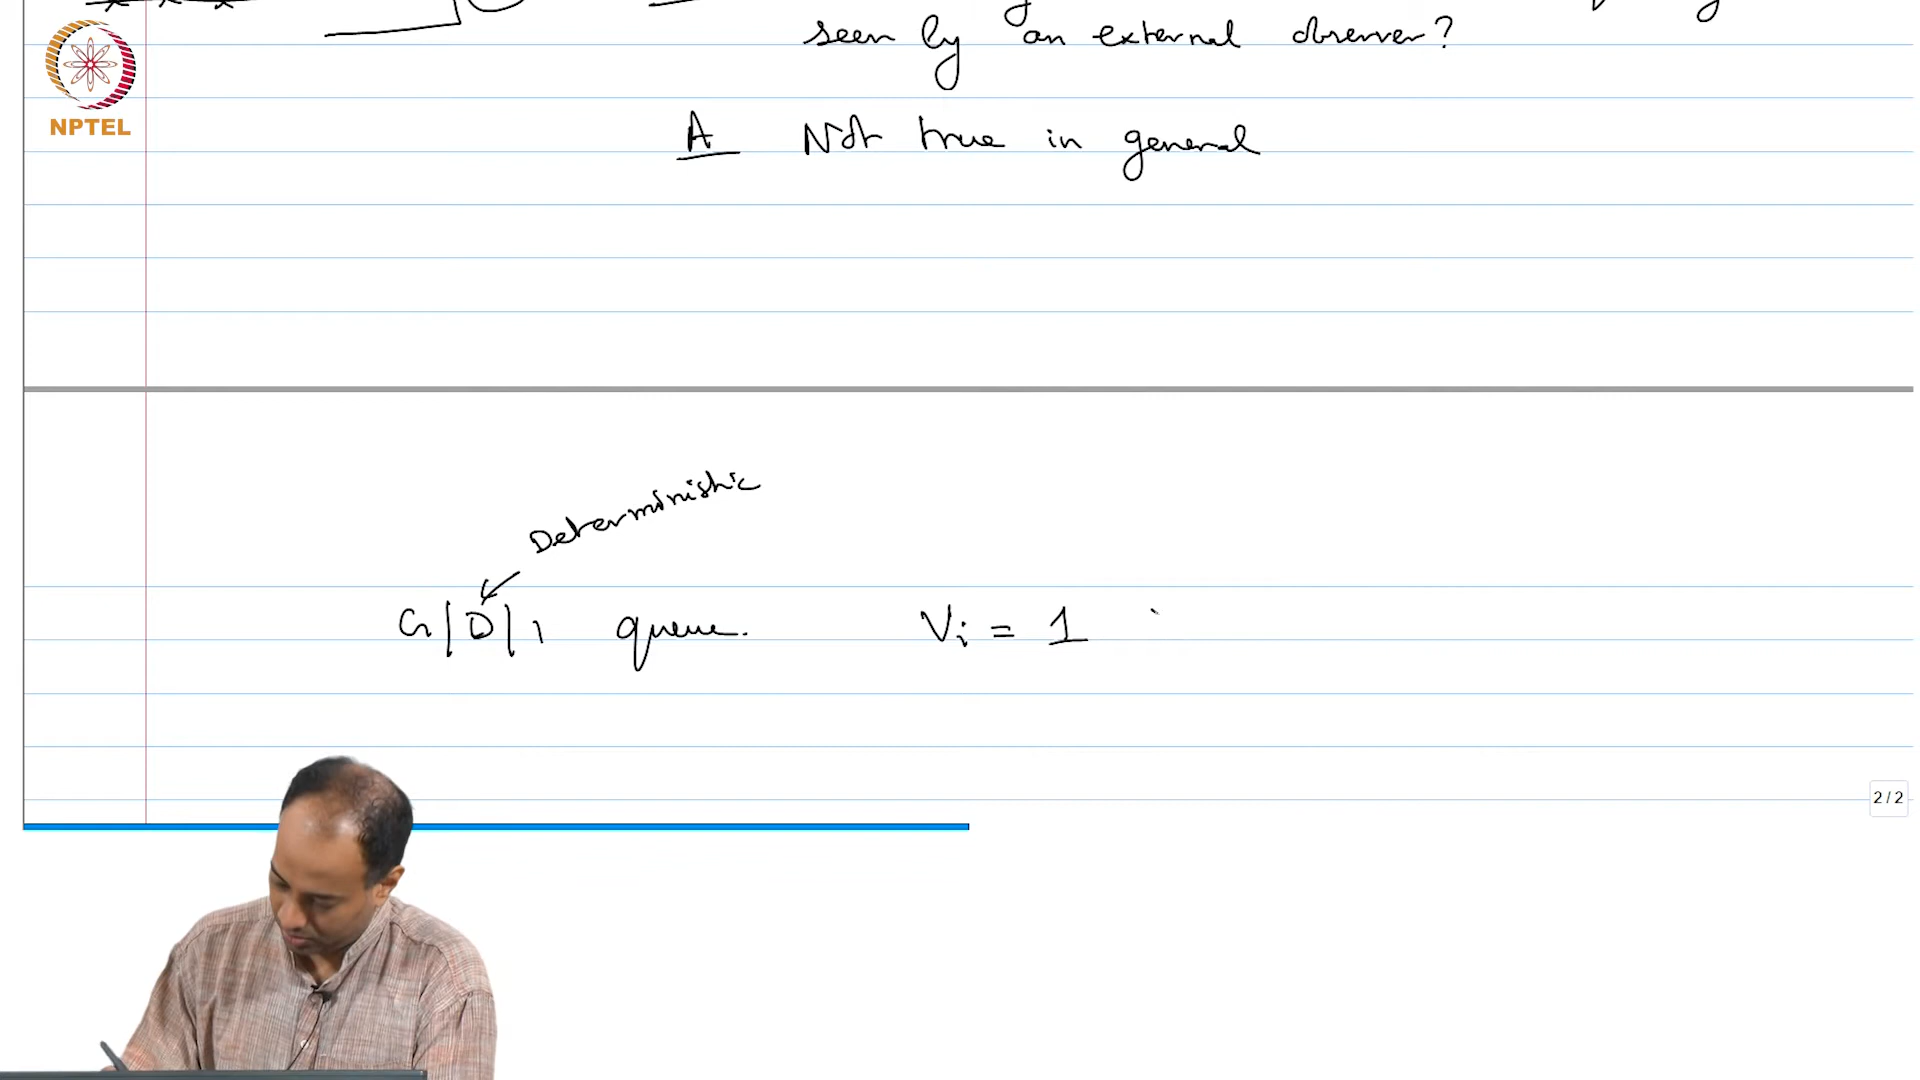 seen by an external observer?
NPTEL
A Not true in general
Deterministic
G|D|1 queue. Vi = 1
2/2